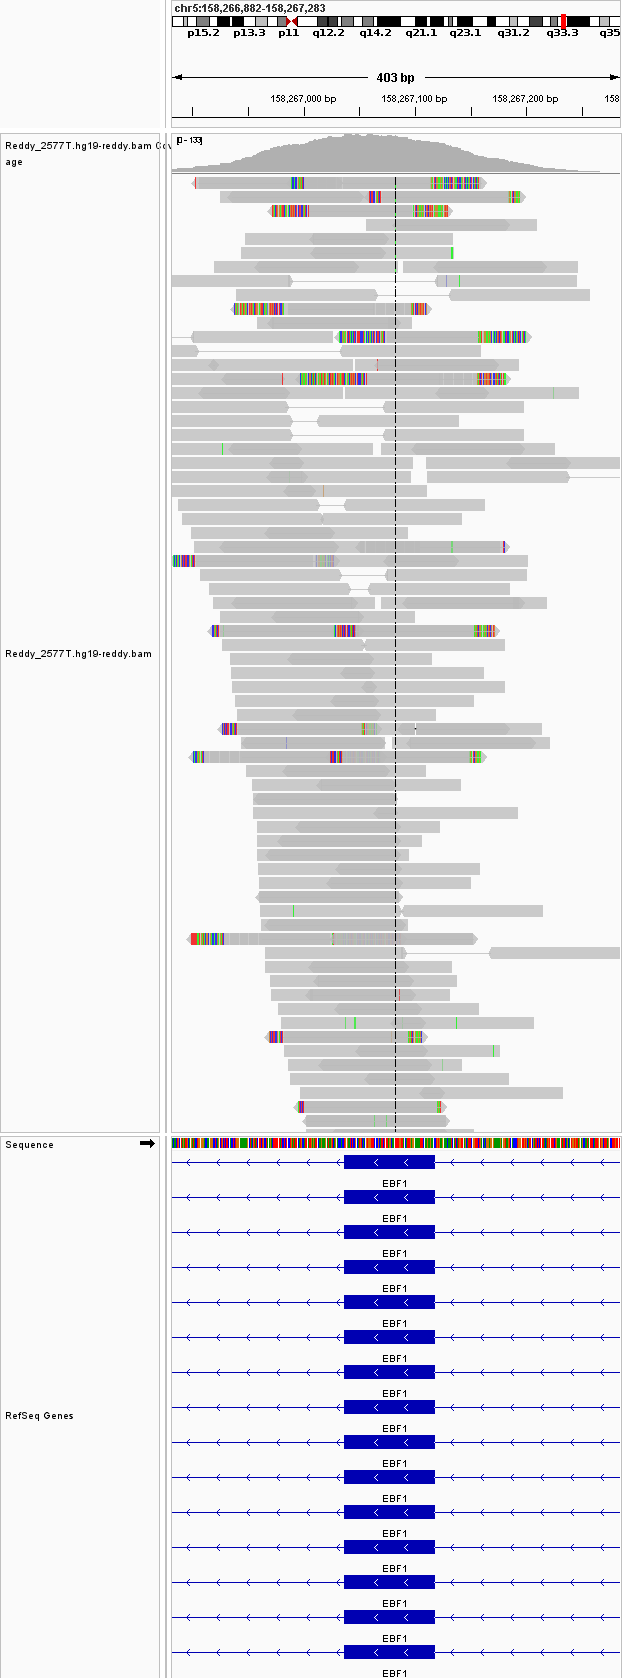 chr5:158,266,882-158,267,283
p15.2 p13.3 p11 q12.2 q14.2 q21.1 q23.1 q31.2 q33.3 q35
403 bp
158,267,000 bp 158,267,100 bp 158,267,200 bp 158
Reddy_2577T.hg19-reddy.bam Cov
age
[0 - 133]
Reddy_2577T.hg19-reddy.bam
Sequence
EBF1
EBF1
EBF1
EBF1
EBF1
EBF1
EBF1
RefSeq Genes
EBF1
EBF1
EBF1
EBF1
EBF1
EBF1
EBF1
EBF1